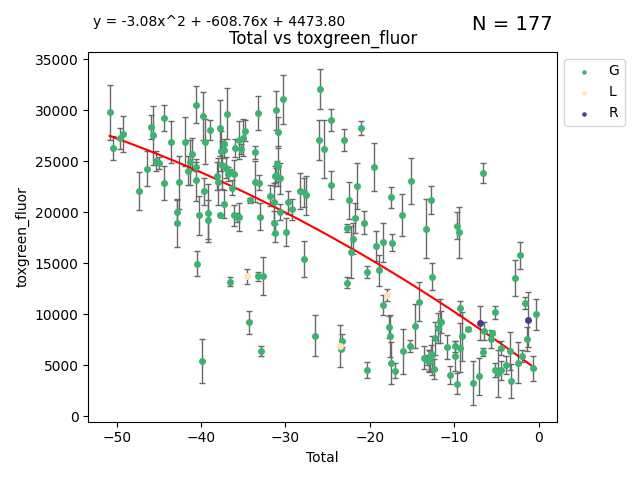 y = -3.08x^2 + -608.76x + 4473.80
N = 177
Total vs toxgreen_fluor
35000
30000
25000
20000
15000
10000
5000
0
toxgreen_fluor
−50 −40 −30 −20 −10 0
Total
G
L
R